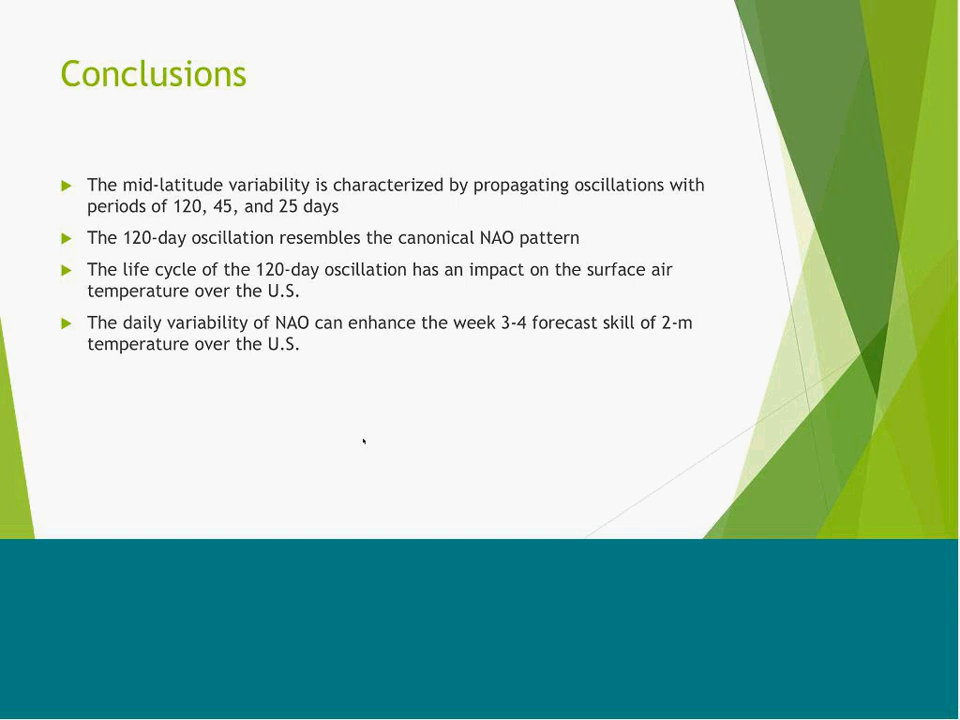 Conclusions
The mid-latitude variability is characterized by propagating oscillations with
periods of 120, 45, and 25 days
The 120-day oscillation resembles the canonical NAO pattern
The life cycle of the 120-day oscillation has an impact on the surface air
temperature over the U.S.
The daily variability of NAO can enhance the week 3-4 forecast skill of 2-m
temperature over the U.S.